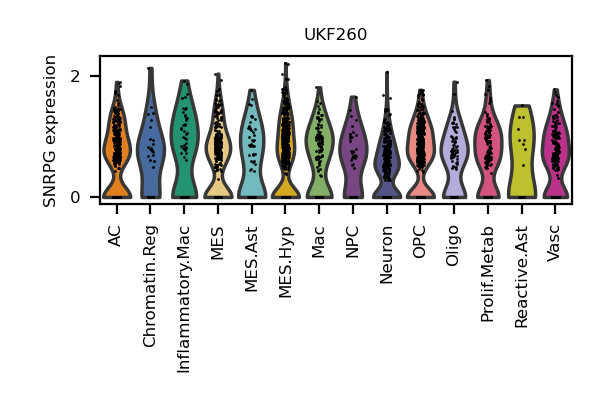 UKF260
SNRPG expression
2
0
AC
Chromatin.Reg
Inflammatory.Mac
MES
MES.Ast
MES.Hyp
Mac
NPC
Neuron
OPC
Oligo
Prolif.Metab
Reactive.Ast
Vasc